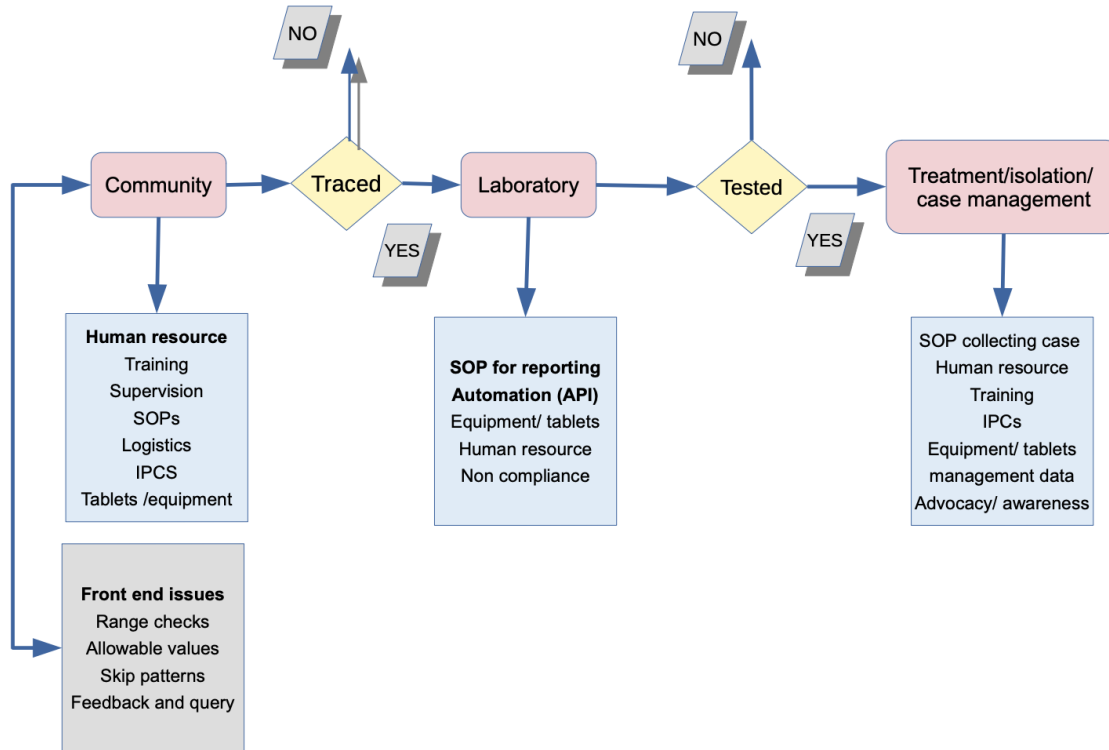 NO
NO
Community
Traced
Laboratory
Tested
Treatment/isolation/
case management
YES
YES
Human resource
Training
Supervision
SOPs
Logistics
IPCS
Tablets /equipment
SOP for reporting
Automation (API)
Equipment/ tablets
Human resource
Non compliance
SOP collecting case
Human resource
Training
IPCs
Equipment/ tablets
management data
Advocacy/ awareness
Front end issues
Range checks
Allowable values
Skip patterns
Feedback and query